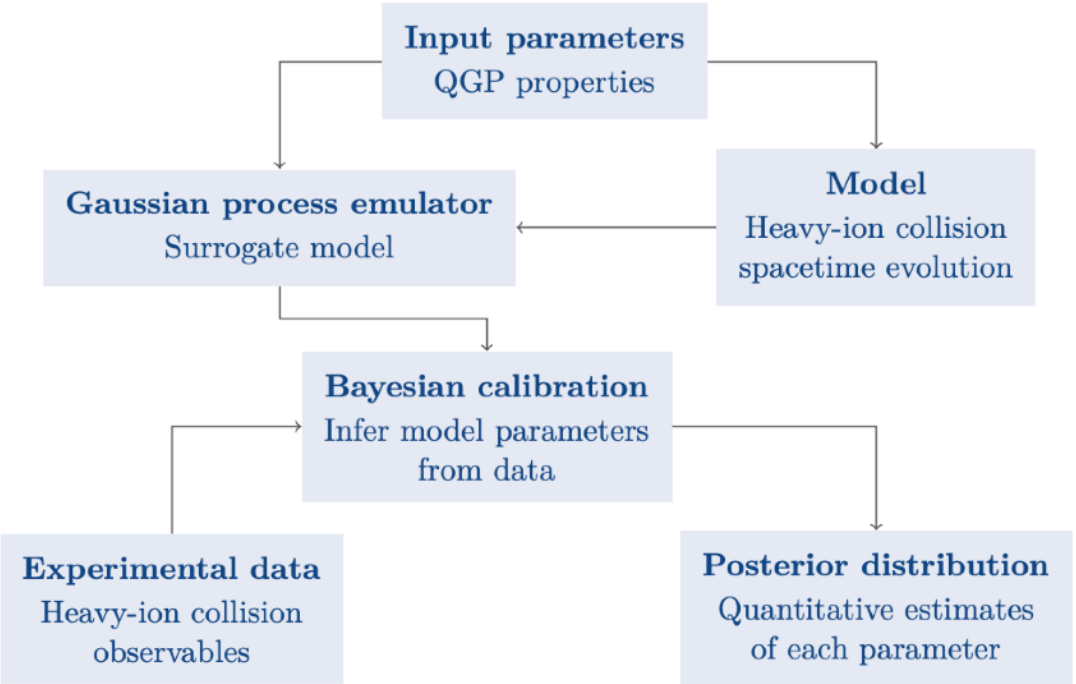 Input parameters
QGP properties
Gaussian process emulator
Surrogate model
Model
Heavy-ion collision
spacetime evolution
Bayesian calibration
Infer model parameters
from data
Experimental data
Heavy-ion collision
observables
Posterior distribution
Quantitative estimates
of each parameter